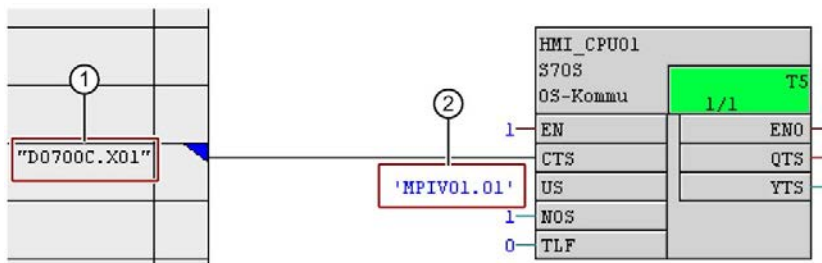 HMI_CPU01
S7OS
OS-Kommu
T5
1/1
1
2
"D0700C.X01"
'MPIV01.01'
1
EN
ENO
CTS
QTS
US
YTS
1
NOS
0
TLF